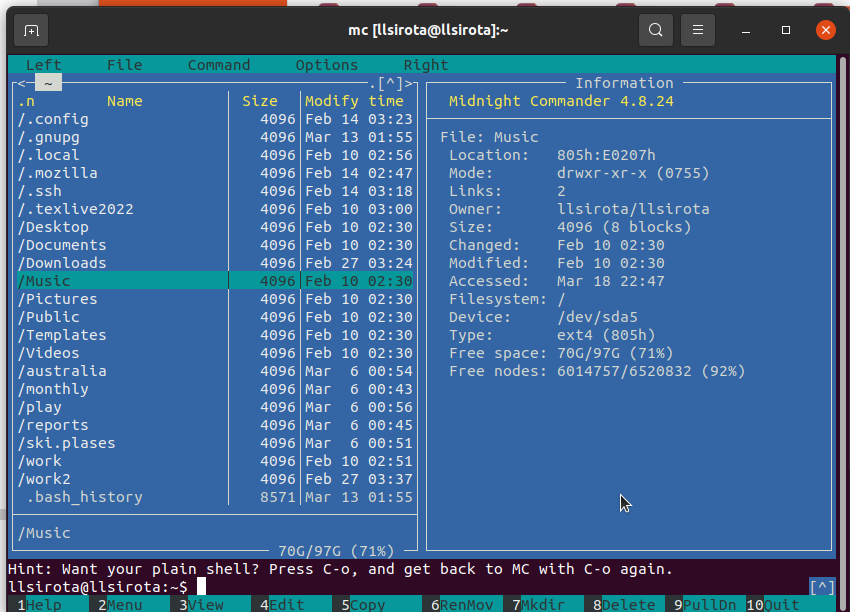 mc [llsirota@llsirota]:~
Left File Command Options Right
<─ ~ ─.[^]>
.n Name Size Modify time
/.config 4096 Feb 14 03:23
/.gnupg 4096 Mar 13 01:55
/.local 4096 Feb 10 02:56
/.mozilla 4096 Feb 14 02:47
/.ssh 4096 Feb 14 03:18
/.texlive2022 4096 Feb 10 03:00
/Desktop 4096 Feb 10 02:30
/Documents 4096 Feb 10 02:30
/Downloads 4096 Feb 27 03:24
/Music 4096 Feb 10 02:30
/Pictures 4096 Feb 10 02:30
/Public 4096 Feb 10 02:30
/Templates 4096 Feb 10 02:30
/Videos 4096 Feb 10 02:30
/australia 4096 Mar 6 00:54
/monthly 4096 Mar 6 00:43
/play 4096 Mar 6 00:56
/reports 4096 Mar 6 00:45
/ski.plases 4096 Mar 6 00:51
/work 4096 Feb 10 02:51
/work2 4096 Feb 27 03:37
.bash_history 8571 Mar 13 01:55
/Music
70G/97G (71%)
Information
Midnight Commander 4.8.24
File: Music
Location: 805h:E0207h
Mode: drwxr-xr-x (0755)
Links: 2
Owner: llsirota/llsirota
Size: 4096 (8 blocks)
Changed: Feb 10 02:30
Modified: Feb 10 02:30
Accessed: Mar 18 22:47
Filesystem: /
Device: /dev/sda5
Type: ext4 (805h)
Free space: 70G/97G (71%)
Free nodes: 6014757/6520832 (92%)
Hint: Want your plain shell? Press C-o, and get back to MC with C-o again.
llsirota@llsirota:~$ [^]
1Help 2Menu 3View 4Edit 5Copy 6RenMov 7Mkdir 8Delete 9PullDn 10Quit